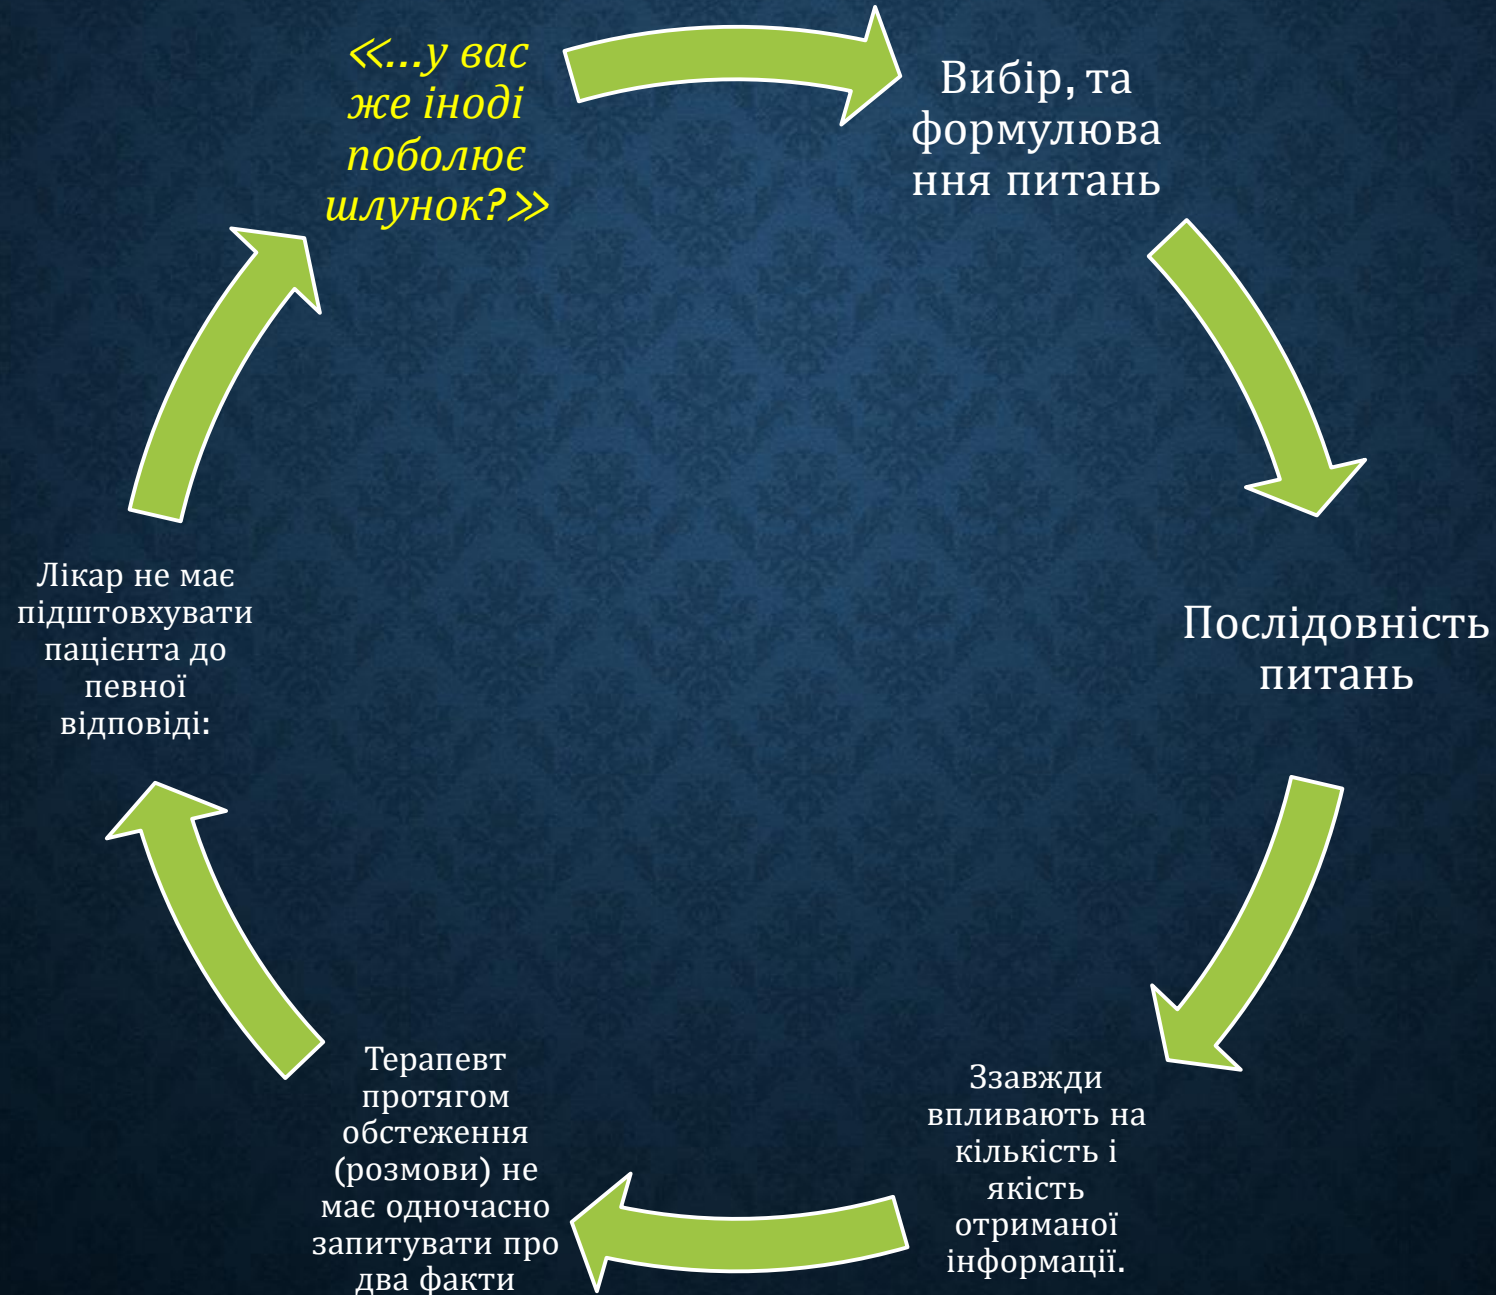 «...у вас
же іноді
поболює
шлунок?»
Вибір, та
формулюва
ння питань
Послідовність
питань
Ззавжди
впливають на
кількість і
якість
отриманої
інформації.
Терапевт
протягом
обстеження
(розмови) не
має одночасно
запитувати про
два факти
Лікар не має
підштовхувати
пацієнта до
певної
відповіді: